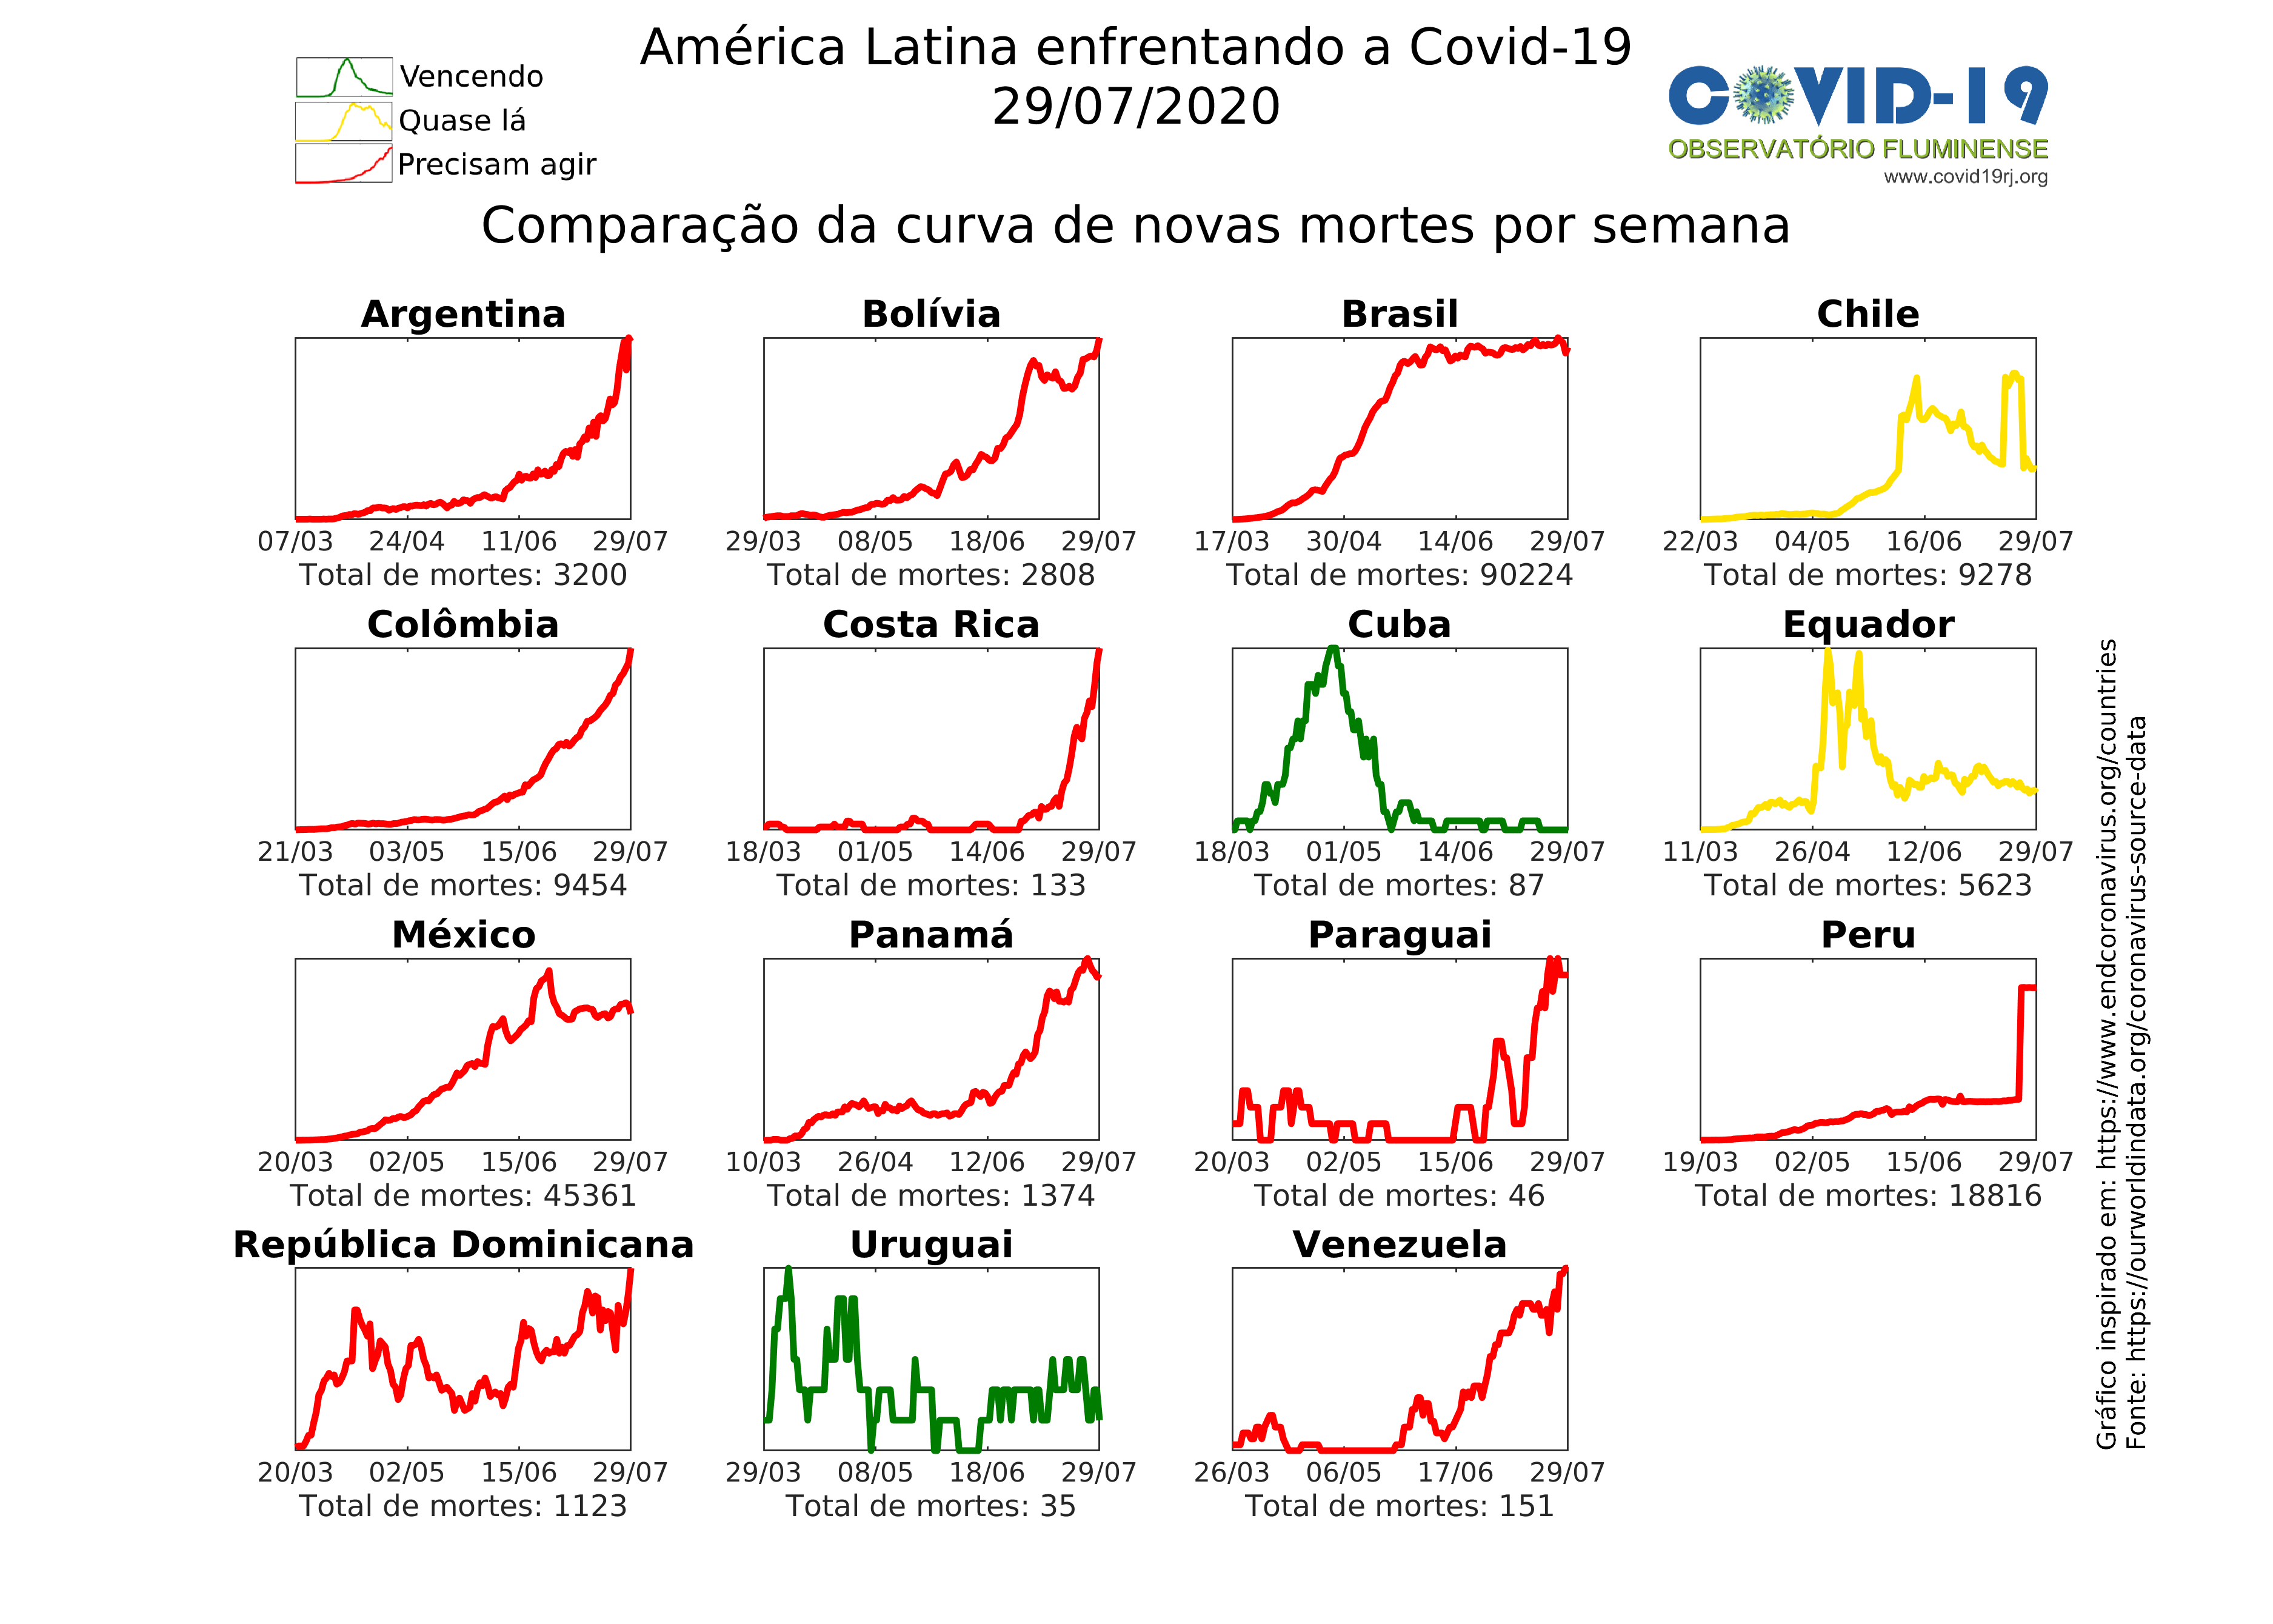 América Latina enfrentando a Covid-19
29/07/2020
Vencendo
Quase lá
Precisam agir
COVID-19
OBSERVATÓRIO FLUMINENSE
www.covid19rj.org
Comparação da curva de novas mortes por semana
Argentina
07/03 24/04 11/06 29/07
Total de mortes: 3200
Bolívia
29/03 08/05 18/06 29/07
Total de mortes: 2808
Brasil
17/03 30/04 14/06 29/07
Total de mortes: 90224
Chile
22/03 04/05 16/06 29/07
Total de mortes: 9278
Colômbia
21/03 03/05 15/06 29/07
Total de mortes: 9454
Costa Rica
18/03 01/05 14/06 29/07
Total de mortes: 133
Cuba
18/03 01/05 14/06 29/07
Total de mortes: 87
Equador
11/03 26/04 12/06 29/07
Total de mortes: 5623
México
20/03 02/05 15/06 29/07
Total de mortes: 45361
Panamá
10/03 26/04 12/06 29/07
Total de mortes: 1374
Paraguai
20/03 02/05 15/06 29/07
Total de mortes: 46
Peru
19/03 02/05 15/06 29/07
Total de mortes: 18816
República Dominicana
20/03 02/05 15/06 29/07
Total de mortes: 1123
Uruguai
29/03 08/05 18/06 29/07
Total de mortes: 35
Venezuela
26/03 06/05 17/06 29/07
Total de mortes: 151
Gráfico inspirado em: https://www.endcoronavirus.org/countries
Fonte: https://ourworldindata.org/coronavirus-source-data